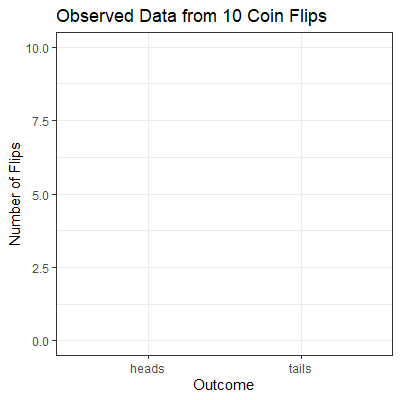 Observed Data from 10 Coin Flips
Number of Flips
10.0
7.5
5.0
2.5
0.0
heads tails
Outcome